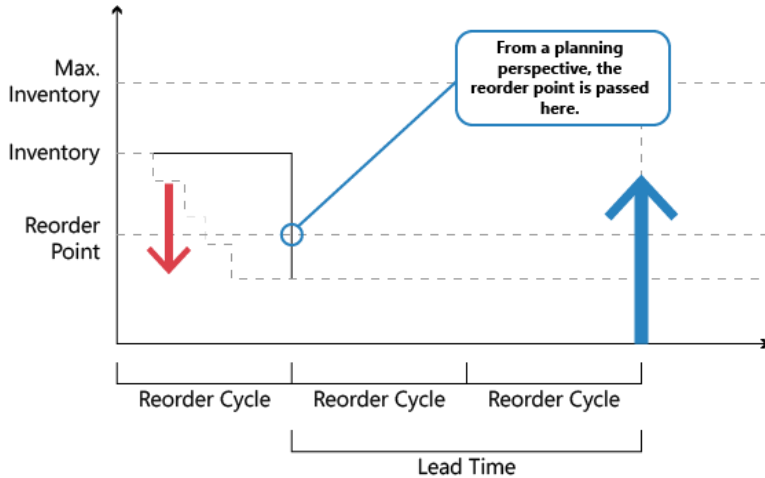 From a planning
perspective, the
reorder point is passed
here.
Max.
Inventory
Inventory
Reorder
Point
Reorder Cycle
Reorder Cycle
Reorder Cycle
Lead Time